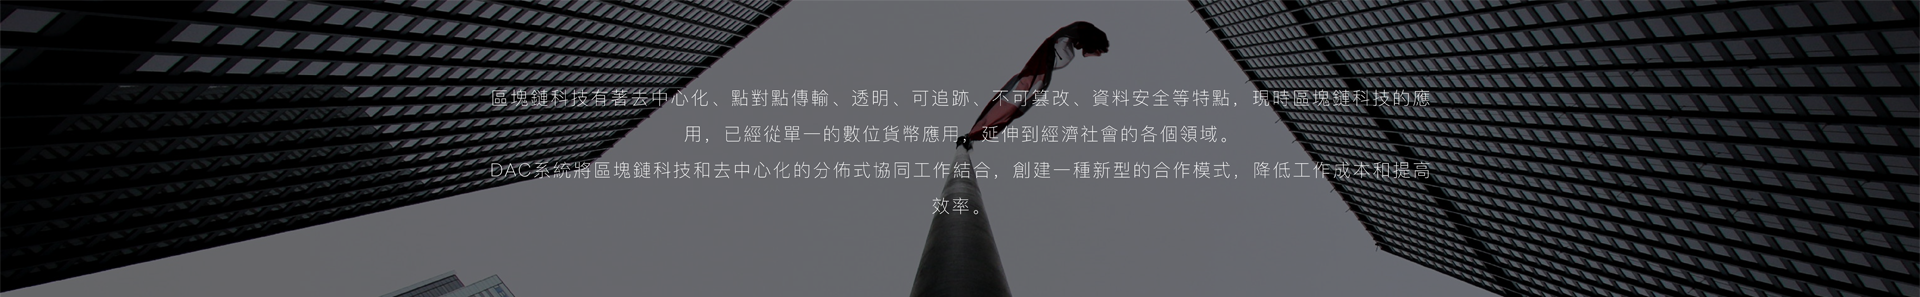 區塊鏈科技有著去中心化、點對點傳輸、透明、可追跡、不可篡改、資料安全等特點，現時區塊鏈科技的應
用，已經從單一的數位貨幣應用，延伸到經濟社會的各個領域。
DAC系統將區塊鏈科技和去中心化的分佈式協同工作結合，創建一種新型的合作模式，降低工作成本和提高
效率。